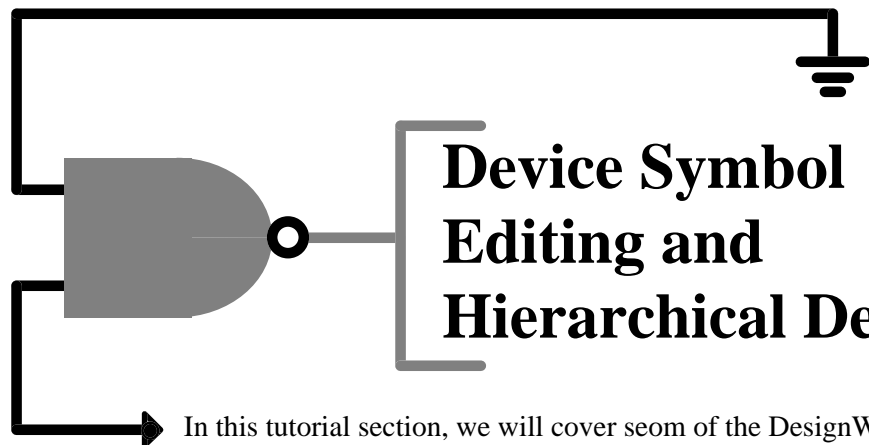 Device Symbol
Editing and
Hierarchical De
In this tutorial section, we will cover seom of the DesignW